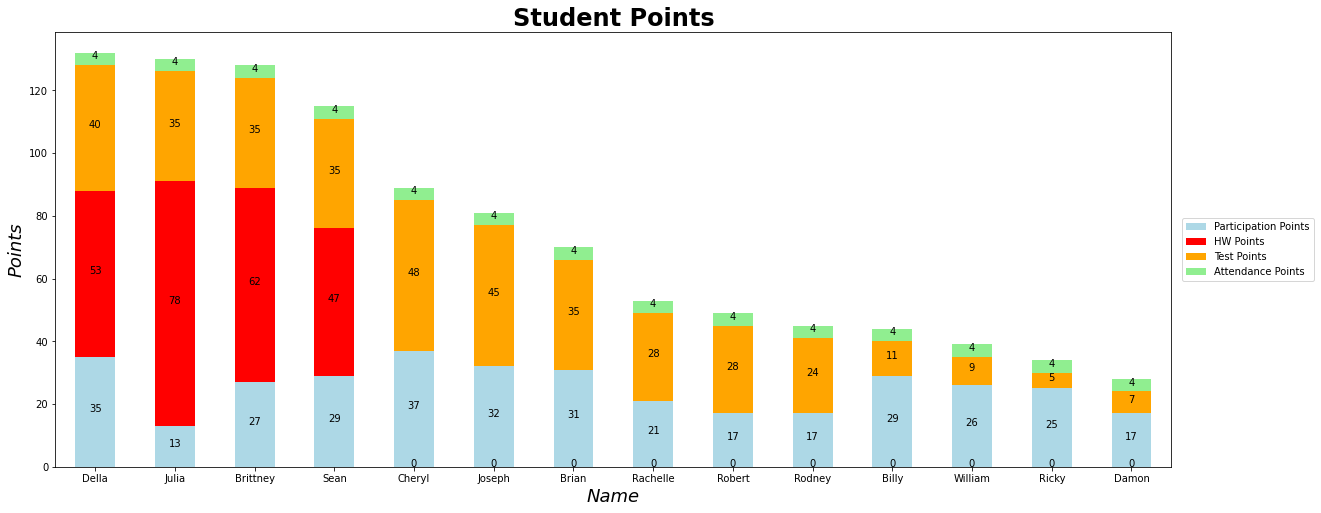 Student Points
Points
120
100
80
60
40
20
0
4 4 4 4 4 4 4 4 4 4 4 4 4 4
40 35 35 35 48 45 35 28 28 24 11 9 5 7
53 78 62 47
35 13 27 29 37 32 31 21 17 17 29 26 25 17
0 0 0 0 0 0 0 0 0 0
Della Julia Brittney Sean Cheryl Joseph Brian Rachelle Robert Rodney Billy William Ricky Damon
Name
Participation Points
HW Points
Test Points
Attendance Points